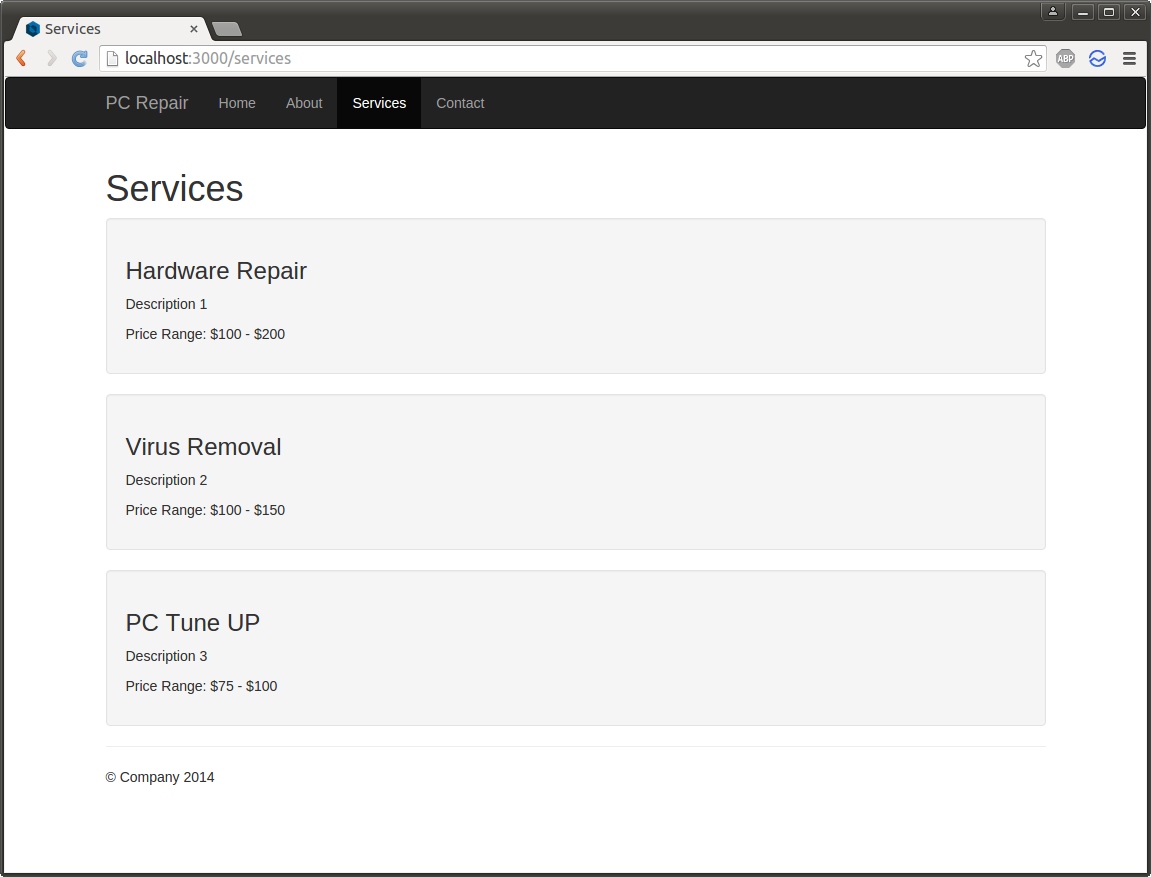 Services
localhost:3000/services
ABP
PC Repair Home About Services Contact
Services
Hardware Repair
Description 1
Price Range: $100 - $200
Virus Removal
Description 2
Price Range: $100 - $150
PC Tune UP
Description 3
Price Range: $75 - $100
© Company 2014